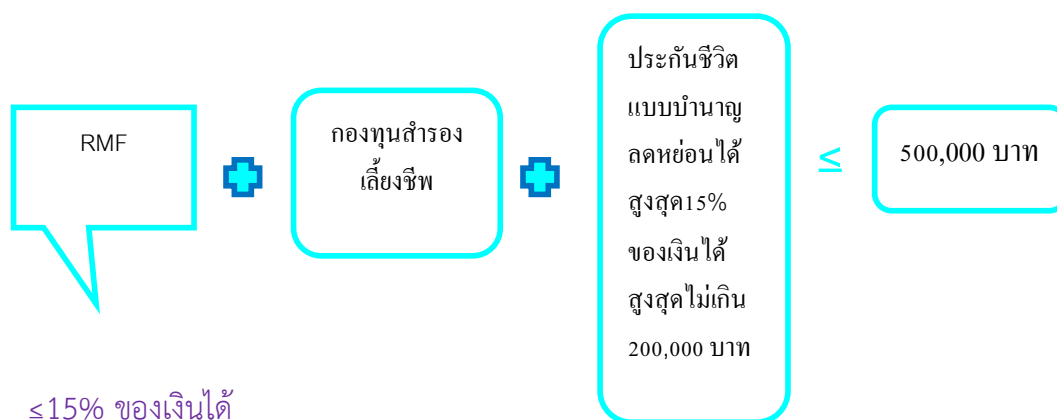 RMF
กองทุนสำรอง
เลี้ยงชีพ
ประกันชีวิต
แบบบำนาญ
ลดหย่อนได้
สูงสุด15%
ของเงินได้
สูงสุดไม่เกิน
200,000 บาท
≤
500,000 บาท
≤15% ของเงินได้